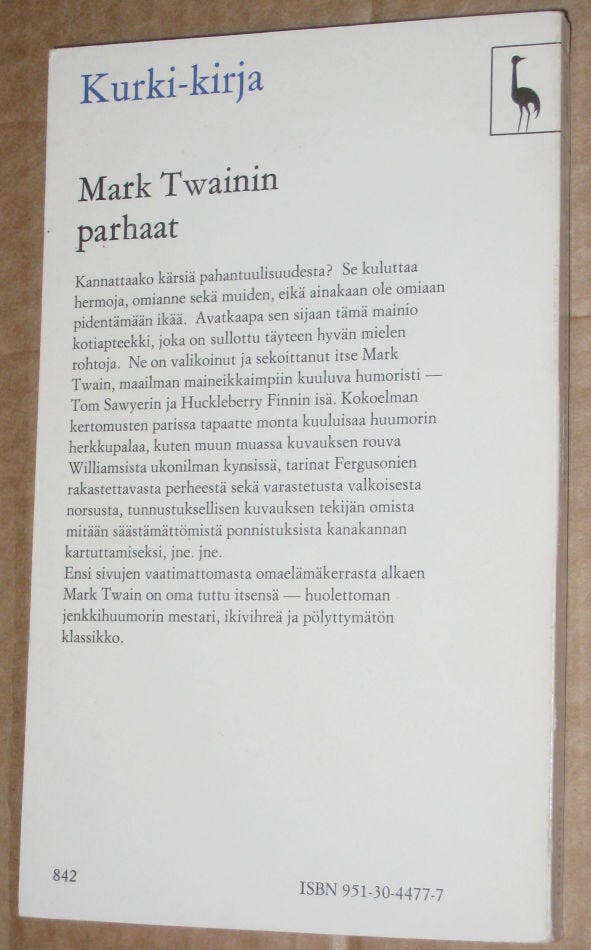 Kurki-kirja
Mark Twainin
parhaat
Kannattaako kärsiä pahantuulisuudesta? Se kuluttaa
hermoja, omianne sekä muiden, eikä ainakaan ole omiaan
pidentämään ikää. Avatkaapa sen sijaan tämä mainio
kotiapteekki, joka on sullottu täyteen hyvän mielen
rohtoja. Ne on valikoinut ja sekoittanut itse Mark
Twain, maailman maineikkaimpiin kuuluva humoristi —
Tom Sawyerin ja Huckleberry Finnin isä. Kokoelman
kertomusten parissa tapaatte monta kuuluisaa huumorin
herkkupalaa, kuten muun muassa kuvauksen rouva
Williamsista ukonilman kynsissä, tarinat Fergusonien
rakastettavasta perheestä sekä varastetusta valkoisesta
norsusta, tunnustuksellisen kuvauksen tekijän omista
mitään säästämättömistä ponnistuksista kanakannan
kartuttamiseksi, jne. jne.
Ensi sivujen vaatimattomasta omaelämäkerrasta alkaen
Mark Twain on oma tuttu itsensä — huolettoman
jenkkihuumorin mestari, ikivihreä ja pölyttymätön
klassikko.
842
ISBN 951-30-4477-7